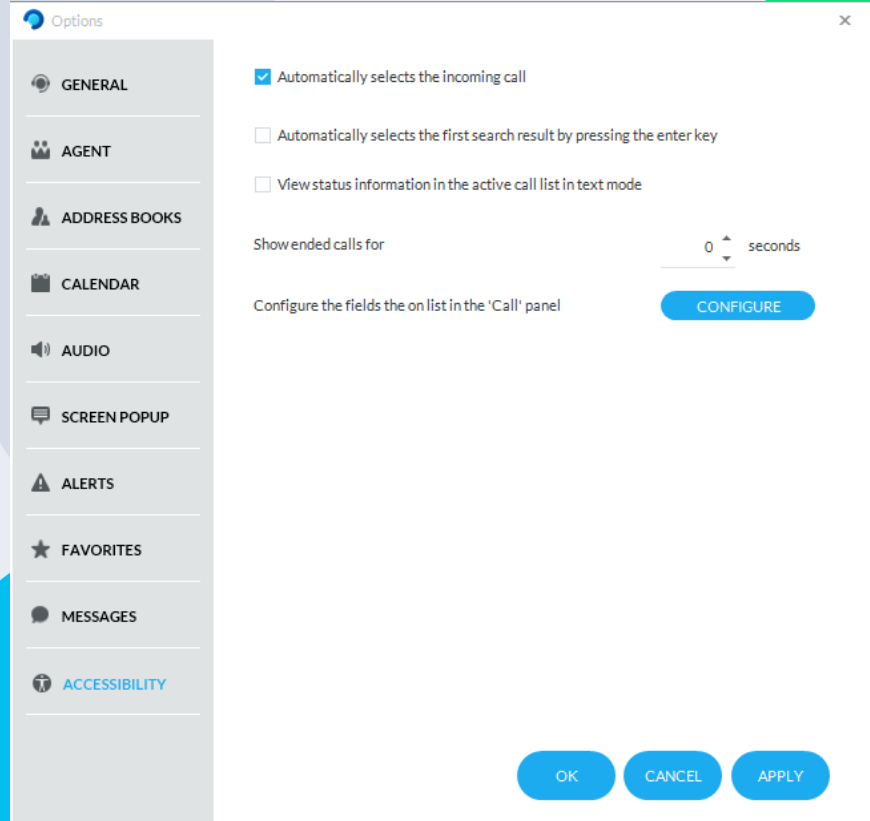 Options
GENERAL
AGENT
ADDRESS BOOKS
CALENDAR
AUDIO
SCREEN POPUP
ALERTS
FAVORITES
MESSAGES
ACCESSIBILITY
Automatically selects the incoming call
Automatically selects the first search result by pressing the enter key
View status information in the active call list in text mode
Show ended calls for 0 seconds
Configure the fields the on list in the 'Call' panel CONFIGURE
OK CANCEL APPLY